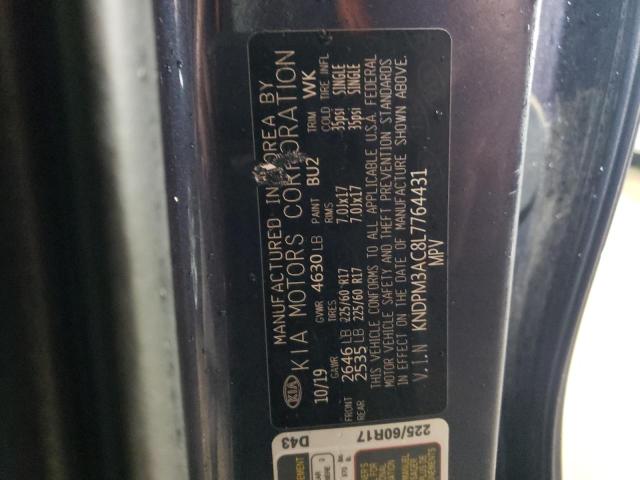 MANUFACTURED IN KOREA BY
KIA KIA MOTORS CORPORATION
10/19 GVWR 4630 LB PAINT BU2 TRIM WK
GAWR TIRES RIMS COLD TIRE INFL
FRONT 2646 LB 225/60 R17 7.0Jx17 35psi SINGLE
REAR 2535 LB 225/60 R17 7.0Jx17 35psi SINGLE
THIS VEHICLE CONFORMS TO ALL APPLICABLE U.S.A. FEDERAL
MOTOR VEHICLE SAFETY AND THEFT PREVENTION STANDARDS
IN EFFECT ON THE DATE OF MANUFACTURE SHOWN ABOVE.
V.I.N KNDPM3AC8L7764431
MPV
D43
225/60R17